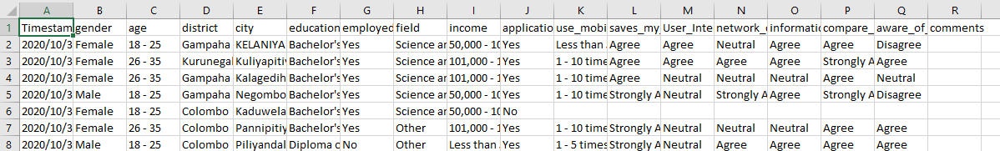 A B C D E F G H I J K L M N O P Q R
1 Timestam gender age district city education employed field income applicatio use_mobi saves_my User_Inte network_ informatio compare_ aware_of_ comments
2 2020/10/3 Female 18 - 25 Gampaha KELANIYA Bachelor's Yes Science an 50,000 - 10 Yes Less than Agree Agree Neutral Agree Agree Disagree
3 2020/10/3 Female 26 - 35 Kurunegal Kuliyapitiy Bachelor's Yes Science an 101,000 - 1 Yes 1 - 10 time Agree Agree Agree Agree Strongly A Agree
4 2020/10/3 Female 26 - 35 Gampaha Kalagedih Bachelor's Yes Science an 101,000 - 1 Yes 1 - 10 time Agree Neutral Neutral Neutral Agree Neutral
5 2020/10/3 Male 18 - 25 Gampaha Negombo Bachelor's Yes Science an 50,000 - 10 Yes 1 - 10 time Strongly A Neutral Strongly A Agree Strongly A Disagree
6 2020/10/3 Female 18 - 25 Colombo Kaduwela Bachelor's Yes Science an 50,000 - 10 No
7 2020/10/3 Female 26 - 35 Colombo Pannipitiy Bachelor's Yes Other 101,000 - 1 Yes 1 - 10 time Strongly A Neutral Neutral Neutral Agree Agree
8 2020/10/3 Male 18 - 25 Colombo Piliyandal Diploma o No Other Less than Yes 1 - 5 times Strongly A Neutral Agree Agree Agree Agree